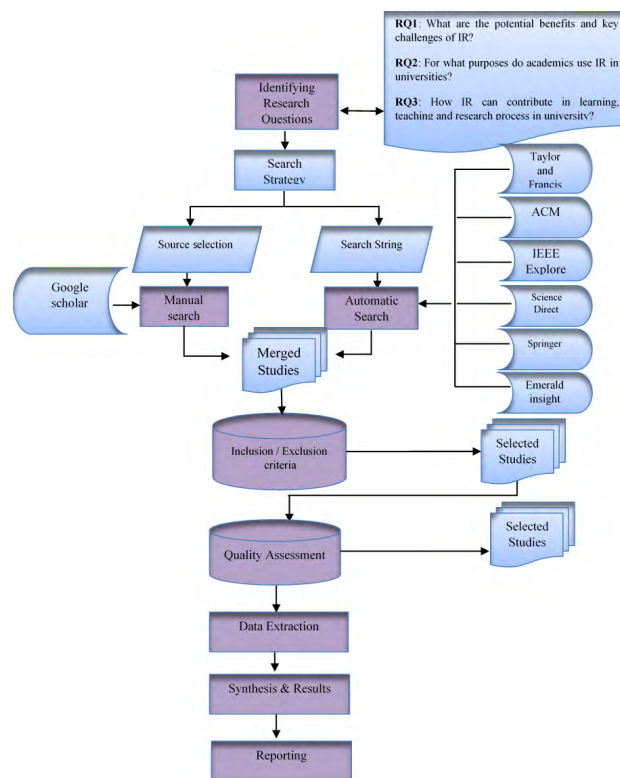 RQ1: What are the potential benefits and key
challenges of IR?
RQ2: For what purposes do academics use IR in
universities?
RQ3: How IR can contribute in learning,
teaching and research process in university?
Identifying
Research
Questions
Search
Strategy
Taylor
and
Francis
ACM
IEEE
Explore
Science
Direct
Springer
Emerald
insight
Source selection
Search String
Google
scholar
Manual
search
Automatic
Search
Merged
Studies
Inclusion / Exclusion
criteria
Selected
Studies
Quality Assessment
Selected
Studies
Data Extraction
Synthesis & Results
Reporting